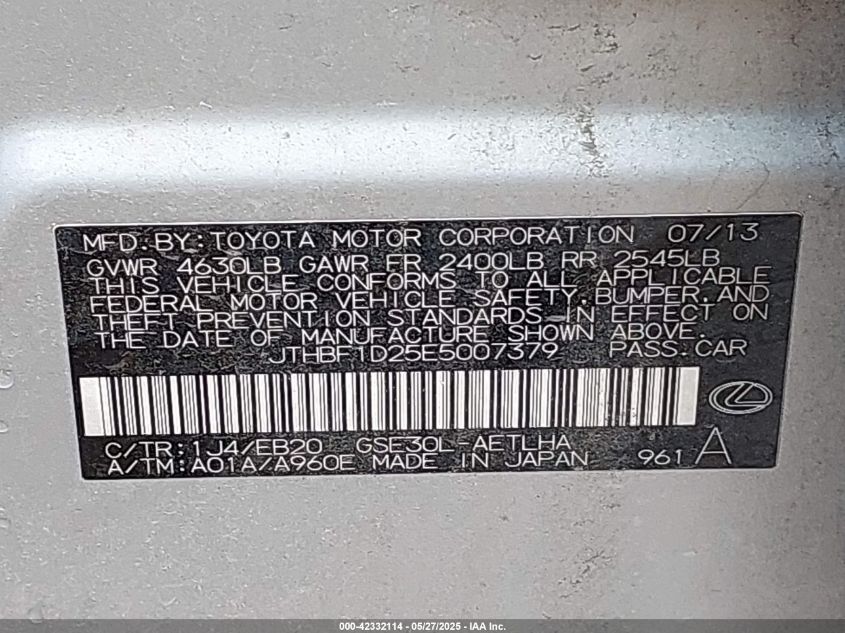 MFD.BY:TOYOTA MOTOR CORPORATION 07/13
GVWR 4630LB GAWR FR 2400LB RR 2545LB
THIS VEHICLE CONFORMS TO ALL APPLICABLE
FEDERAL MOTOR VEHICLE SAFETY,BUMPER,AND
THEFT PREVENTION STANDARDS IN EFFECT ON
THE DATE OF MANUFACTURE SHOWN ABOVE.
JTHBF1D25E5007379 PASS.CAR
C/TR:1J4/EB20 GSE30L-AETLHA
A/TM:A01A/A960E MADE IN JAPAN 961 A
000-42332114 - 05/27/2025 - IAA Inc.